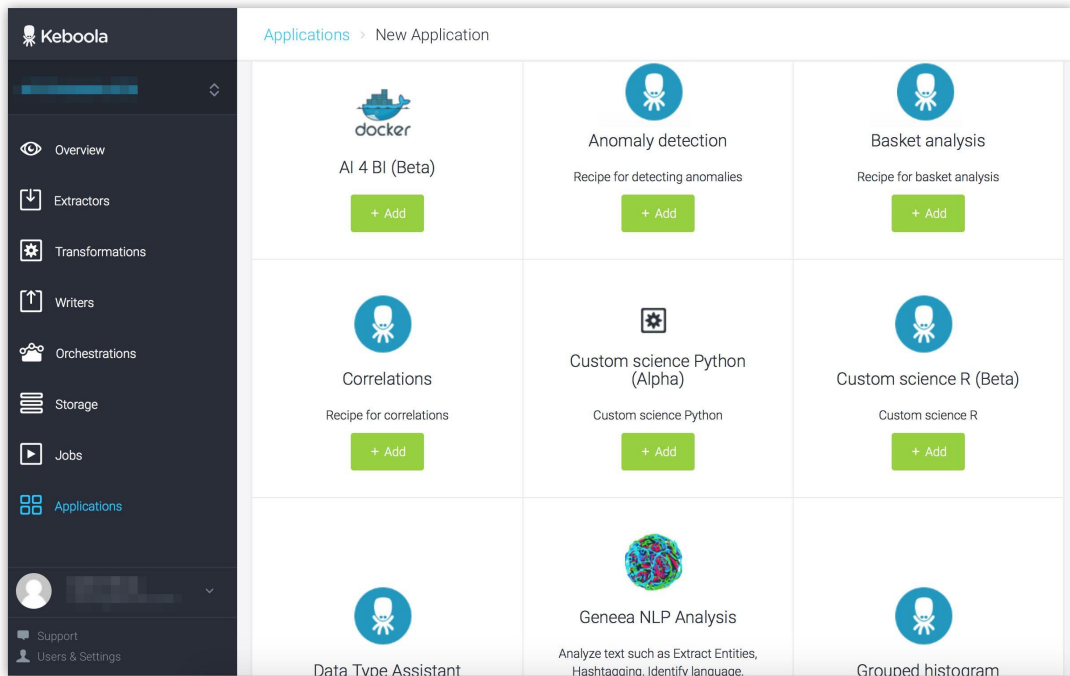 Keboola
Applications > New Application
Overview
Extractors
Transformations
Writers
Orchestrations
Storage
Jobs
Applications
Support
Users & Settings
docker
AI 4 BI (Beta)
+ Add
Anomaly detection
Recipe for detecting anomalies
+ Add
Basket analysis
Recipe for basket analysis
+ Add
Correlations
Recipe for correlations
+ Add
Custom science Python
(Alpha)
Custom science Python
+ Add
Custom science R (Beta)
Custom science R
+ Add
Data Type Assistant
Geneea NLP Analysis
Analyze text such as Extract Entities,
Hashtagging, Identify language,
Grouped histogram